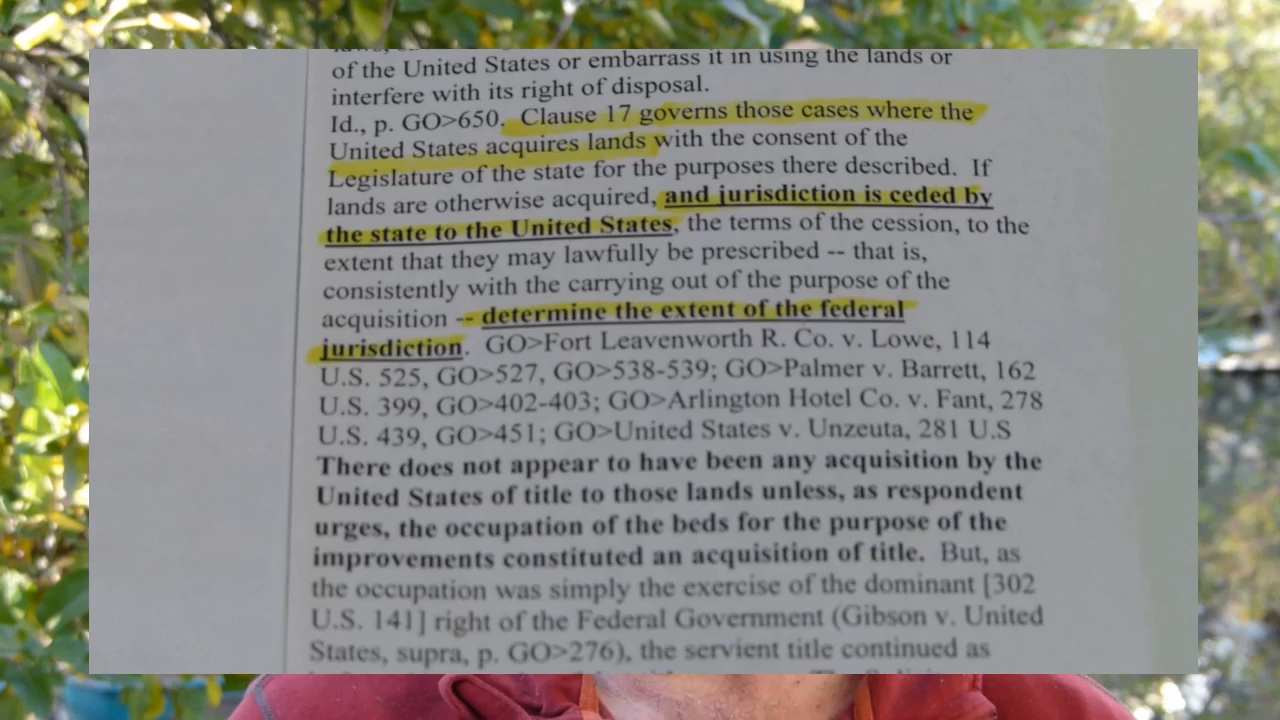 of the United States or embarrass it in using the lands or
interfere with its right of disposal.
Id., p. GO>650. Clause 17 governs those cases where the
United States acquires lands with the consent of the
Legislature of the state for the purposes there described. If
lands are otherwise acquired, and jurisdiction is ceded by
the state to the United States, the terms of the cession, to the
extent that they may lawfully be prescribed -- that is,
consistently with the carrying out of the purpose of the
acquisition -- determine the extent of the federal
jurisdiction. GO>Fort Leavenworth R. Co. v. Lowe, 114
U.S. 525, GO>527, GO>538-539; GO>Palmer v. Barrett, 162
U.S. 399, GO>402-403; GO>Arlington Hotel Co. v. Fant, 278
U.S. 439, GO>451; GO>United States v. Unzeuta, 281 U.S
There does not appear to have been any acquisition by the
United States of title to those lands unless, as respondent
urges, the occupation of the beds for the purpose of the
improvements constituted an acquisition of title. But, as
the occupation was simply the exercise of the dominant [302
U.S. 141] right of the Federal Government (Gibson v. United
States, supra, p. GO>276), the servient title continued as